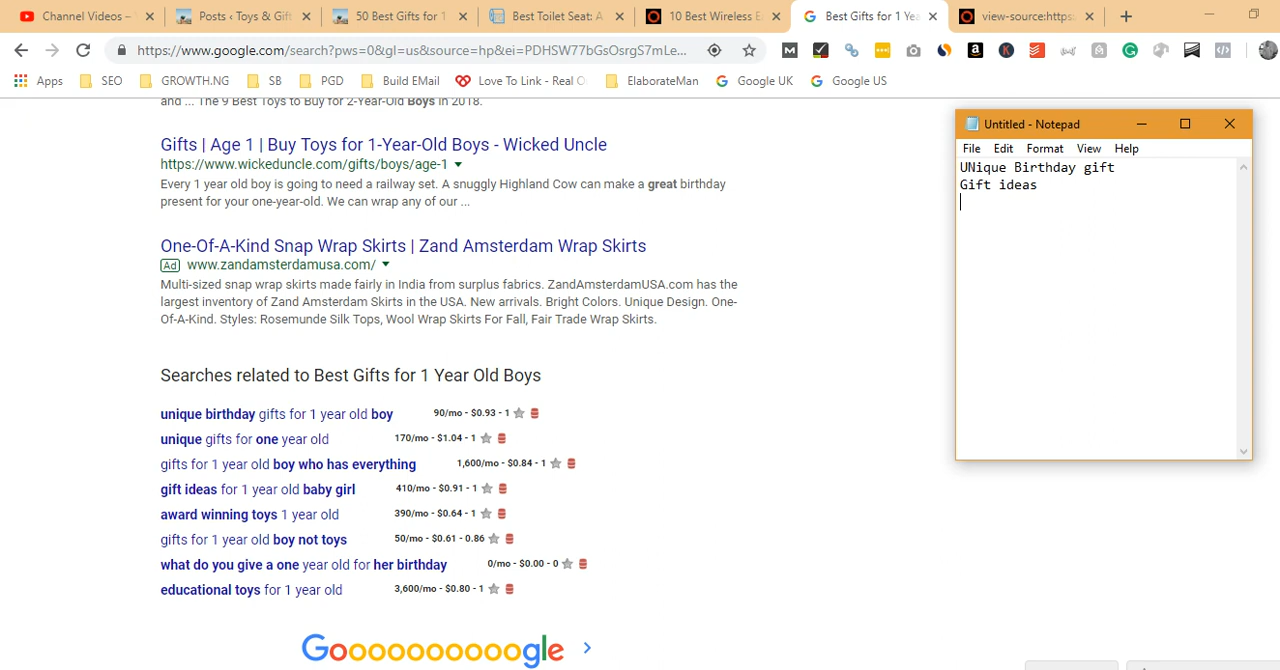 Channel Videos –
Posts ‹ Toys & Gift
50 Best Gifts for 1
Best Toilet Seat: A
10 Best Wireless E
Best Gifts for 1 Yea
view-source:https:
https://www.google.com/search?pws=0&gl=us&source=hp&ei=PDHSW77bGsOsrgS7mLe...
Apps SEO GROWTH.NG SB PGD Build EMail Love To Link - Real O ElaborateMan Google UK Google US
and ... The 9 Best Toys to Buy for 2-Year-Old Boys in 2018.
Gifts | Age 1 | Buy Toys for 1-Year-Old Boys - Wicked Uncle
https://www.wickeduncle.com/gifts/boys/age-1
Every 1 year old boy is going to need a railway set. A snuggly Highland Cow can make a great birthday
present for your one-year-old. We can wrap any of our ...
One-Of-A-Kind Snap Wrap Skirts | Zand Amsterdam Wrap Skirts
Ad www.zandamsterdamusa.com/
Multi-sized snap wrap skirts made fairly in India from surplus fabrics. ZandAmsterdamUSA.com has the
largest inventory of Zand Amsterdam Skirts in the USA. New arrivals. Bright Colors. Unique Design. One-
Of-A-Kind. Styles: Rosemunde Silk Tops, Wool Wrap Skirts For Fall, Fair Trade Wrap Skirts.
Searches related to Best Gifts for 1 Year Old Boys
unique birthday gifts for 1 year old boy 90/mo - $0.93 - 1
unique gifts for one year old 170/mo - $1.04 - 1
gifts for 1 year old boy who has everything 1,600/mo - $0.84 - 1
gift ideas for 1 year old baby girl 410/mo - $0.91 - 1
award winning toys 1 year old 390/mo - $0.64 - 1
gifts for 1 year old boy not toys 50/mo - $0.61 - 0.86
what do you give a one year old for her birthday 0/mo - $0.00 - 0
educational toys for 1 year old 3,600/mo - $0.80 - 1
Goooooooooogle
Untitled - Notepad
File Edit Format View Help
UNique Birthday gift
Gift ideas